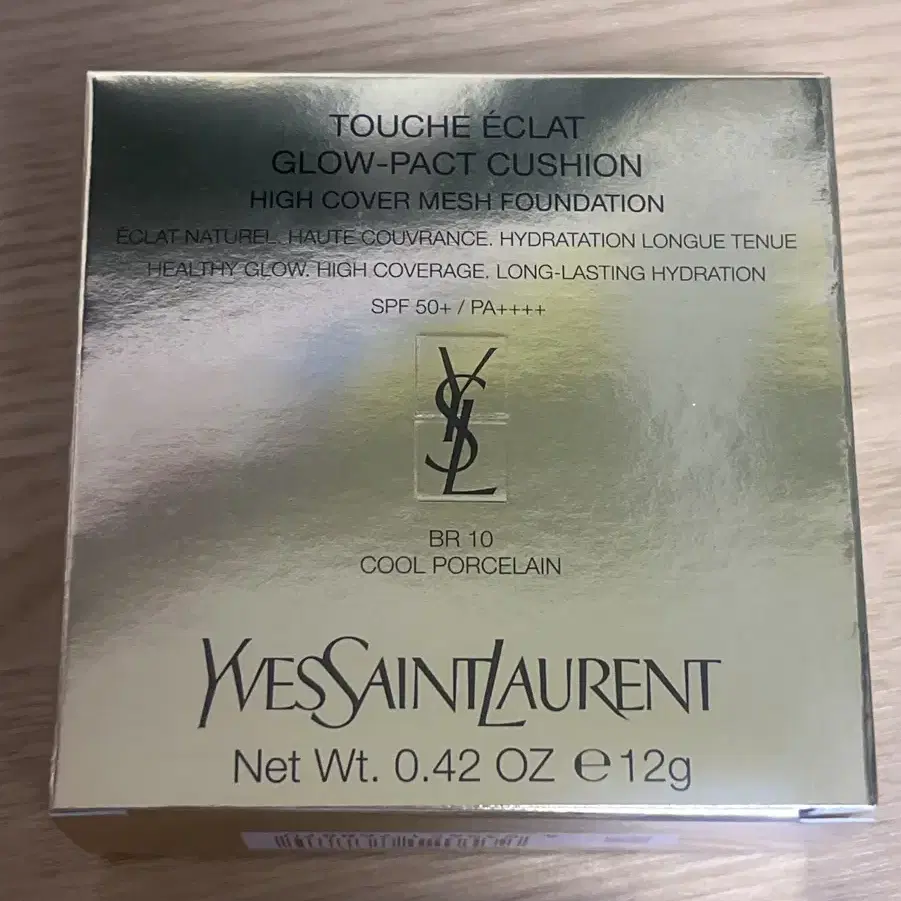 TOUCHE ÉCLAT
GLOW-PACT CUSHION
HIGH COVER MESH FOUNDATION
ÉCLAT NATUREL. HAUTE COUVRANCE. HYDRATATION LONGUE TENUE
HEALTHY GLOW. HIGH COVERAGE. LONG-LASTING HYDRATION
SPF 50+ / PA++++
YSL
BR 10
COOL PORCELAIN
YVESSAINTLAURENT
Net Wt. 0.42 OZ ℮12g